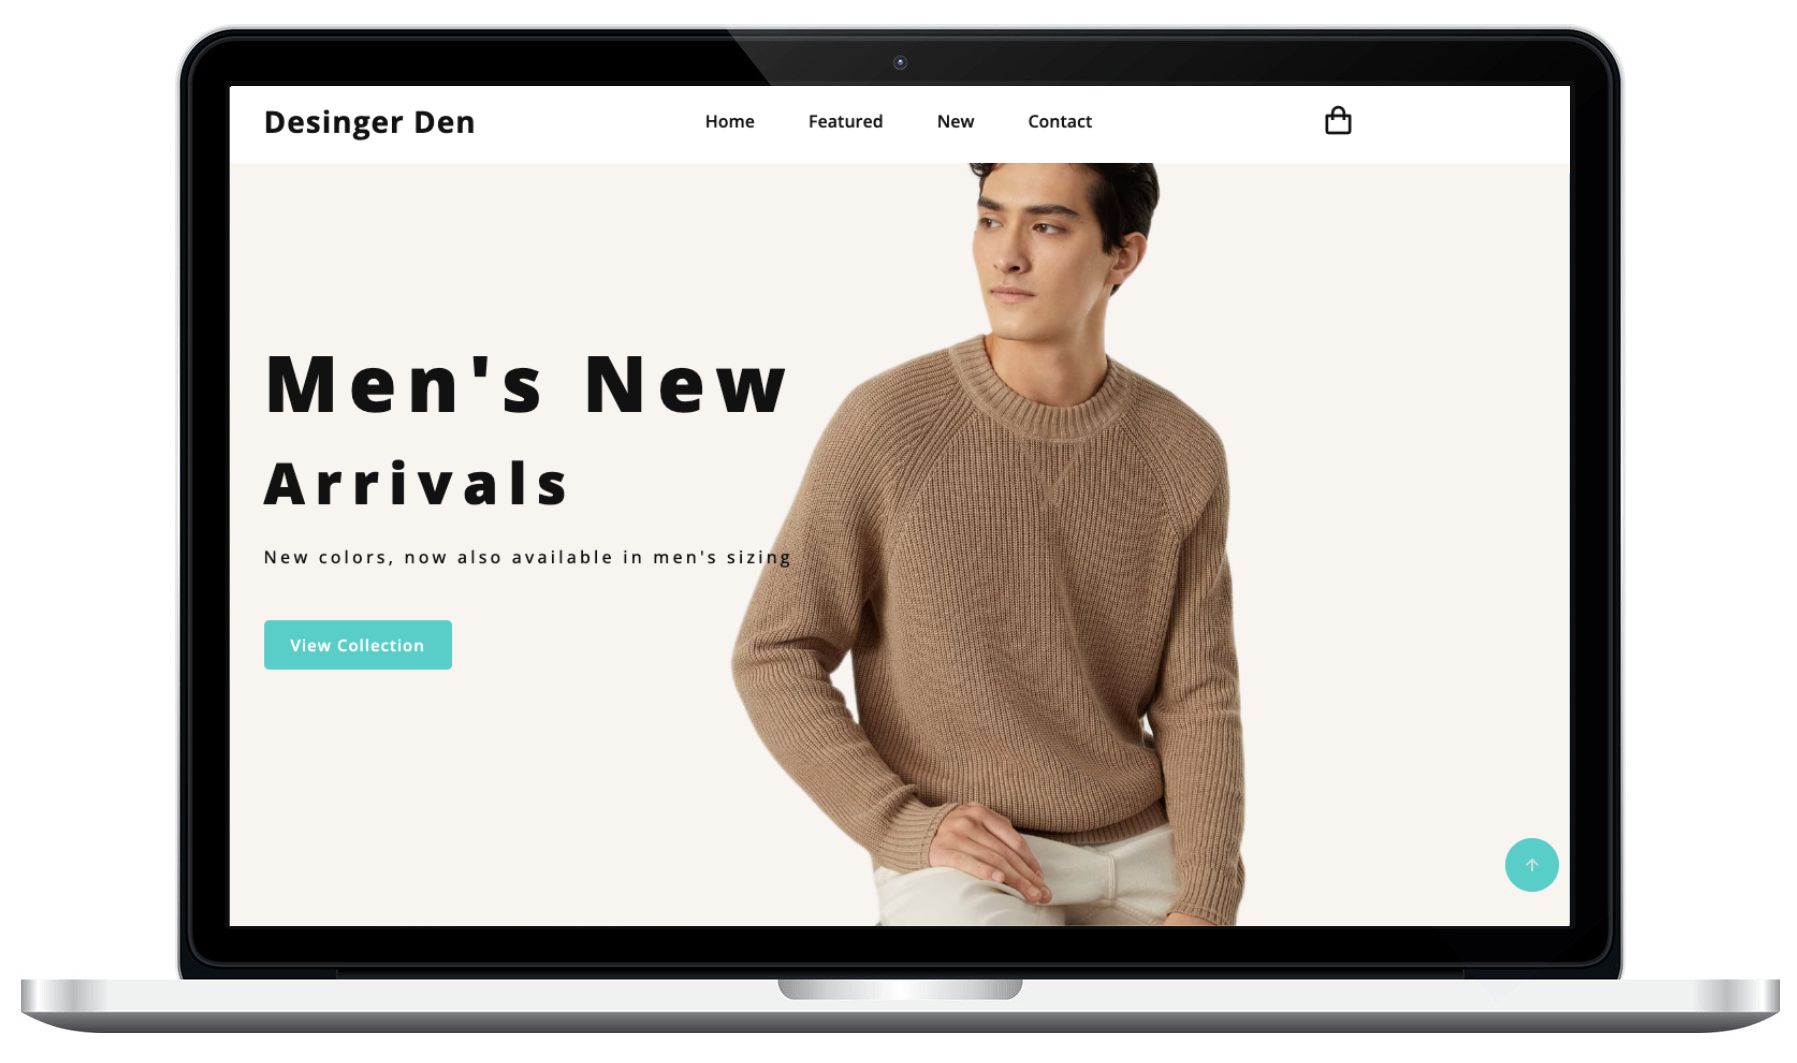 Desinger Den
Home Featured New Contact
Men's New
Arrivals
New colors, now also available in men's sizing
View Collection